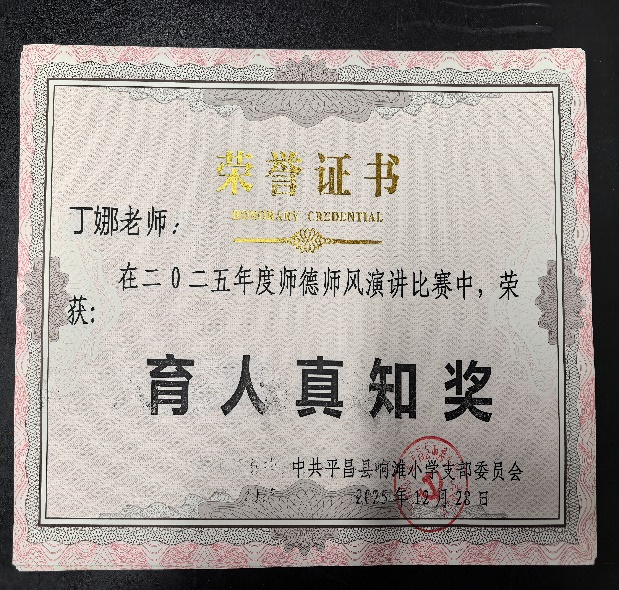 荣誉证书
HONORARY CREDENTIAL
丁娜老师：
在二0二五年度师德师风演讲比赛中，荣
获：
育人真知奖
中共平昌县响滩小学支部委员会
2025年12月28日